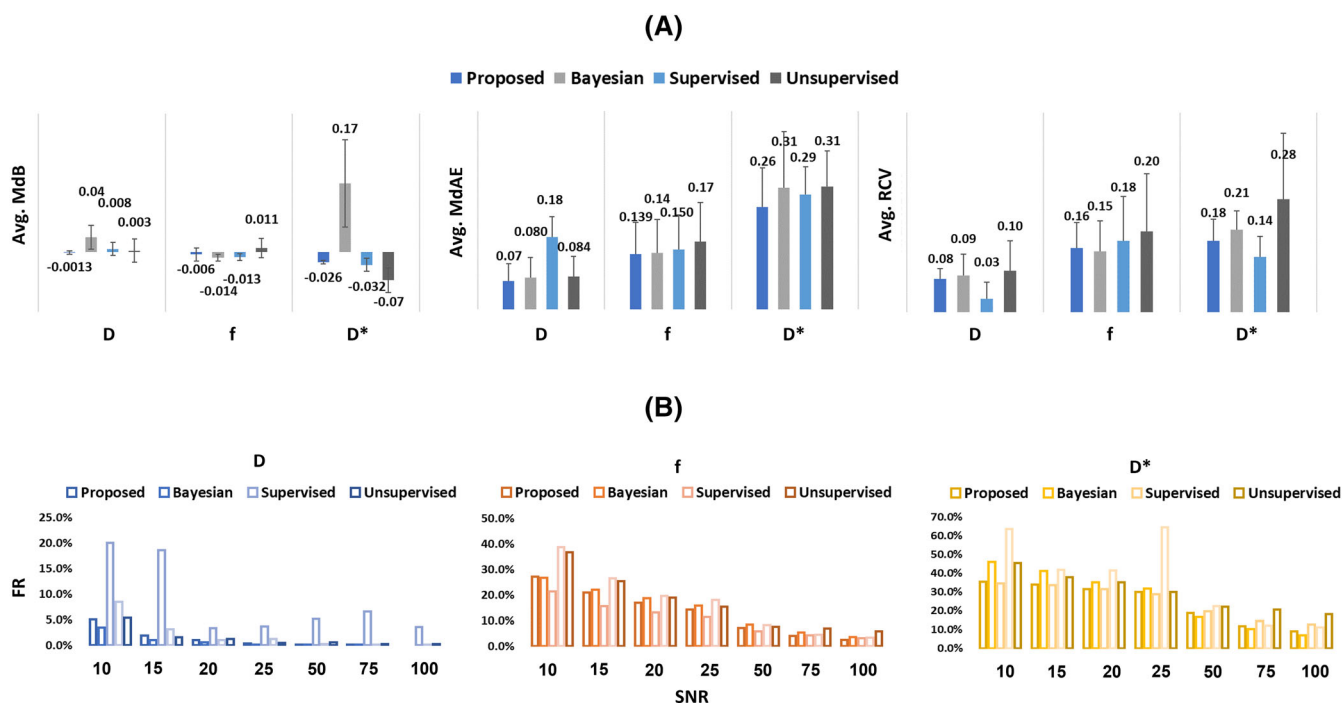 (A)
Proposed Bayesian Supervised Unsupervised
Avg. MdB
0.04
0.008
0.003
-0.0013
0.011
-0.006
-0.014
-0.013
0.17
-0.026
-0.032
-0.07
D f D*
Avg. MdAE
0.07
0.080
0.18
0.084
0.139
0.14
0.150
0.17
0.26
0.31
0.29
0.31
D f D*
Avg. RCV
0.08
0.09
0.03
0.10
0.16
0.15
0.18
0.20
0.18
0.21
0.14
0.28
D f D*
(B)
D
Proposed Bayesian Supervised Unsupervised
FR
25.0%
20.0%
15.0%
10.0%
5.0%
0.0%
10 15 20 25 50 75 100
f
Proposed Bayesian Supervised Unsupervised
50.0%
40.0%
30.0%
20.0%
10.0%
0.0%
10 15 20 25 50 75 100
SNR
D*
Proposed Bayesian Supervised Unsupervised
70.0%
60.0%
50.0%
40.0%
30.0%
20.0%
10.0%
0.0%
10 15 20 25 50 75 100